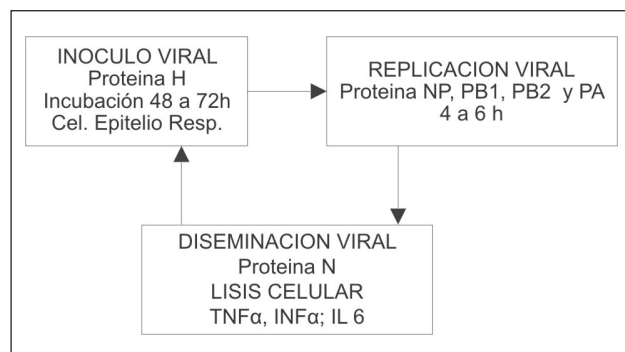 INOCULO VIRAL
Proteina H
Incubación 48 a 72h
Cel. Epitelio Resp.
REPLICACION VIRAL
Proteina NP, PB1, PB2 y PA
4 a 6 h
DISEMINACION VIRAL
Proteina N
LISIS CELULAR
TNFα, INFα; IL 6